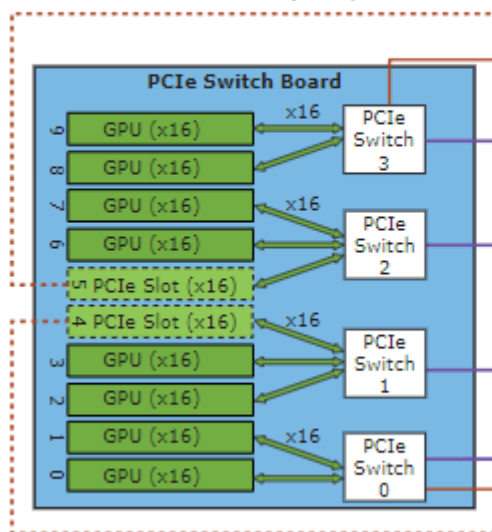 PCIe Switch Board
9 GPU (x16)
x16
PCIe
Switch
3
8 GPU (x16)
7 GPU (x16)
x16
6 GPU (x16)
PCIe
Switch
2
5 PCIe Slot (x16)
4 PCIe Slot (x16)
x16
3 GPU (x16)
PCIe
Switch
1
2 GPU (x16)
1 GPU (x16)
x16
0 GPU (x16)
PCIe
Switch
0